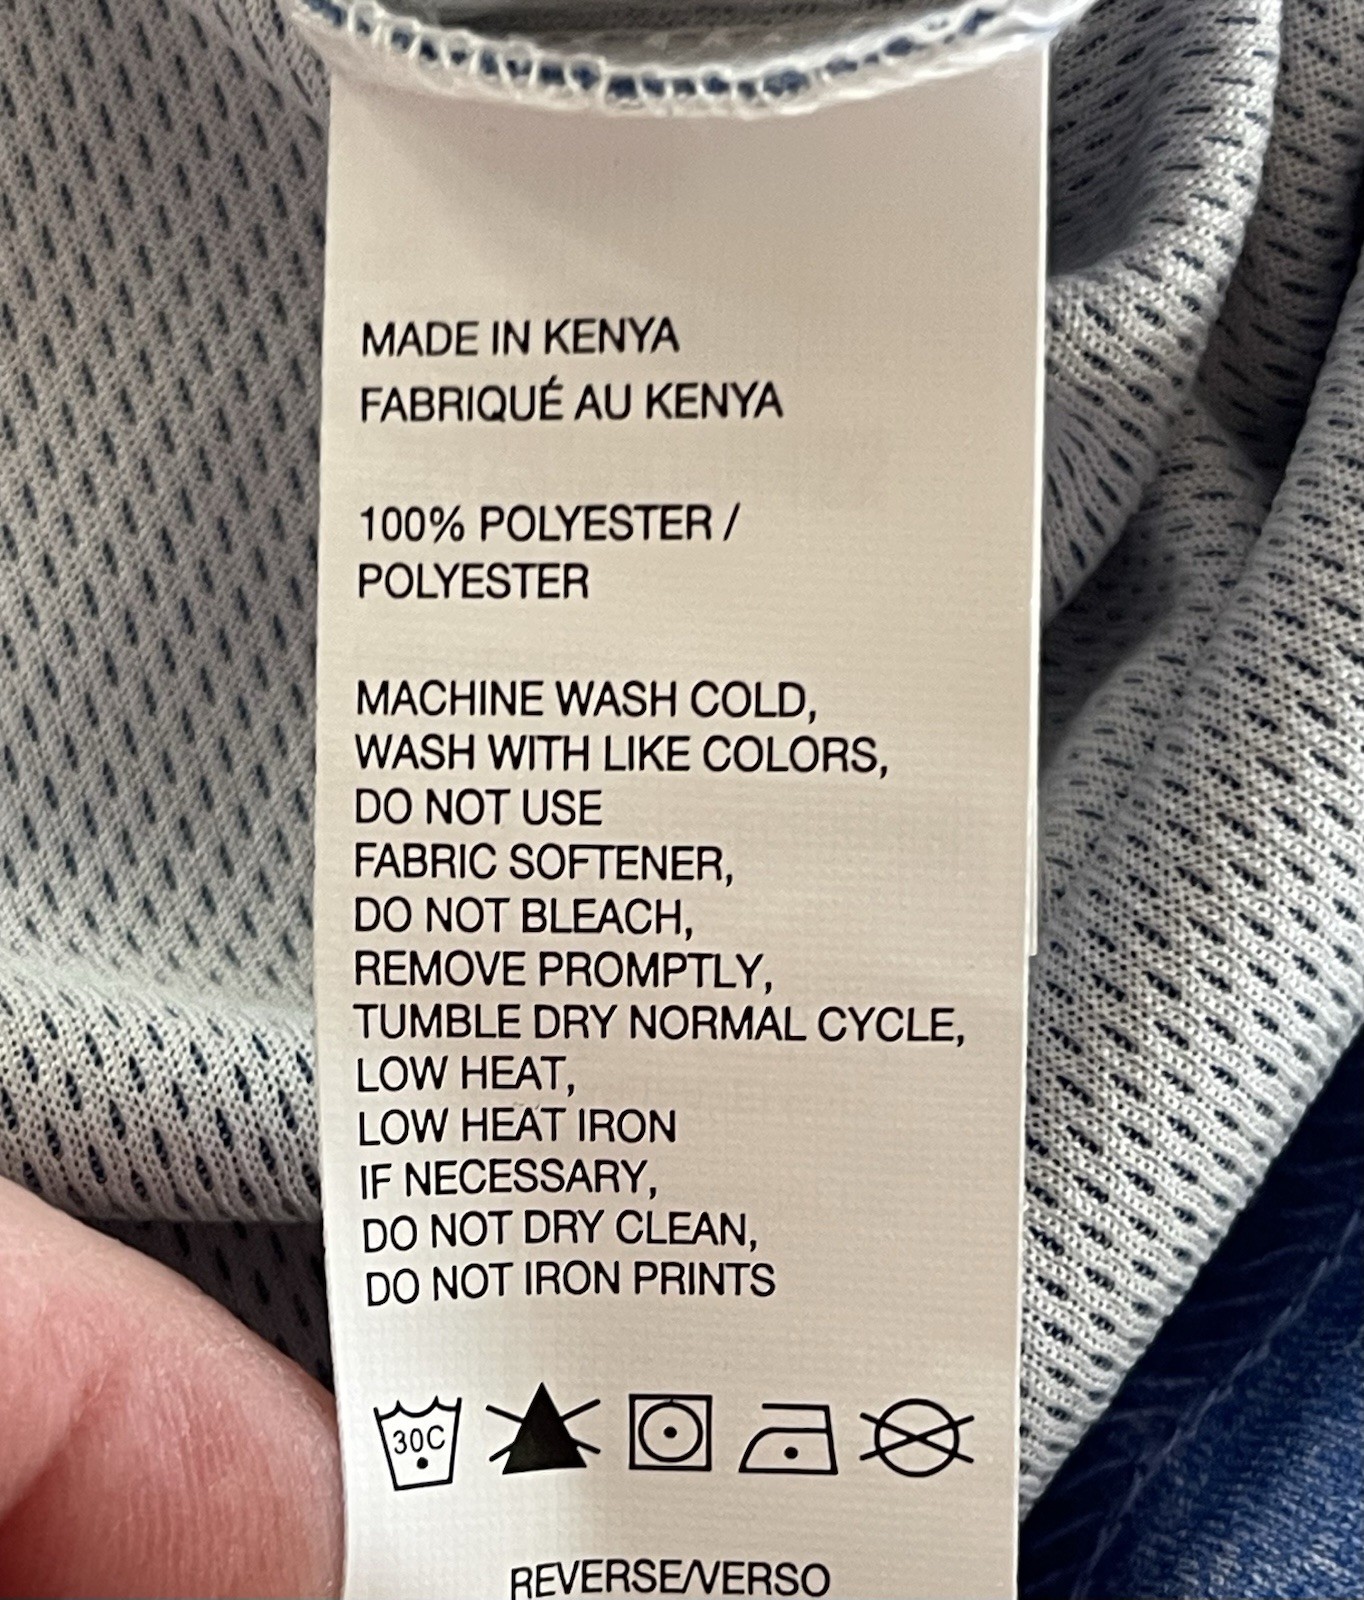 MADE IN KENYA
FABRIQUÉ AU KENYA
100% POLYESTER /
POLYESTER
MACHINE WASH COLD,
WASH WITH LIKE COLORS,
DO NOT USE
FABRIC SOFTENER,
DO NOT BLEACH,
REMOVE PROMPTLY,
TUMBLE DRY NORMAL CYCLE,
LOW HEAT,
LOW HEAT IRON
IF NECESSARY,
DO NOT DRY CLEAN,
DO NOT IRON PRINTS
30C
REVERSE/VERSO